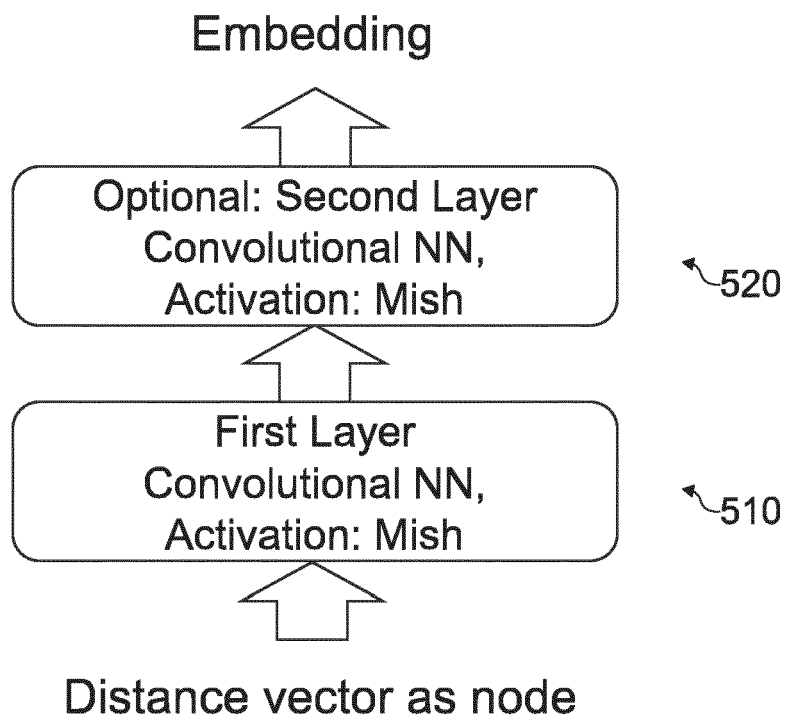 Embedding
Optional: Second Layer
Convolutional NN,
Activation: Mish
520
First Layer
Convolutional NN,
Activation: Mish
510
Distance vector as node